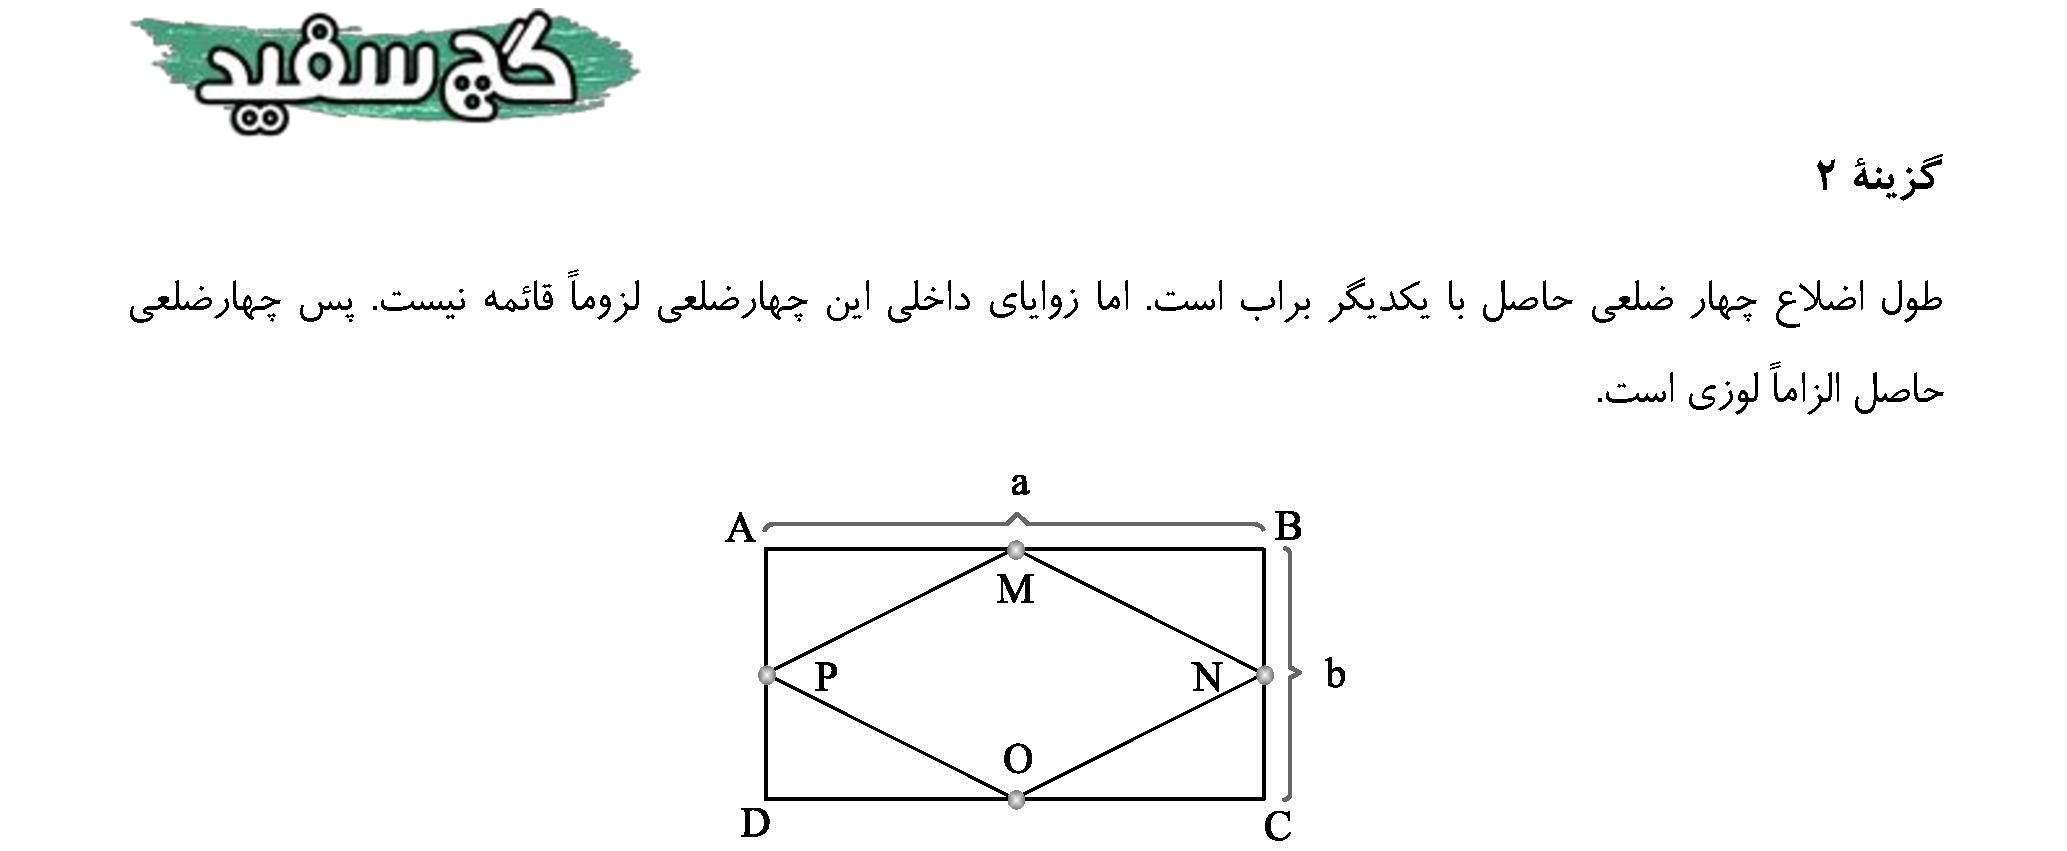 گچ سفید
گزینهٔ ۲
طول اضلاع چهار ضلعی حاصل با یکدیگر براب است. اما زوایای داخلی این چهارضلعی لزوماً قائمه نیست. پس چهارضلعی
حاصل الزاماً لوزی است.
a
A B
M
P N b
O
D C